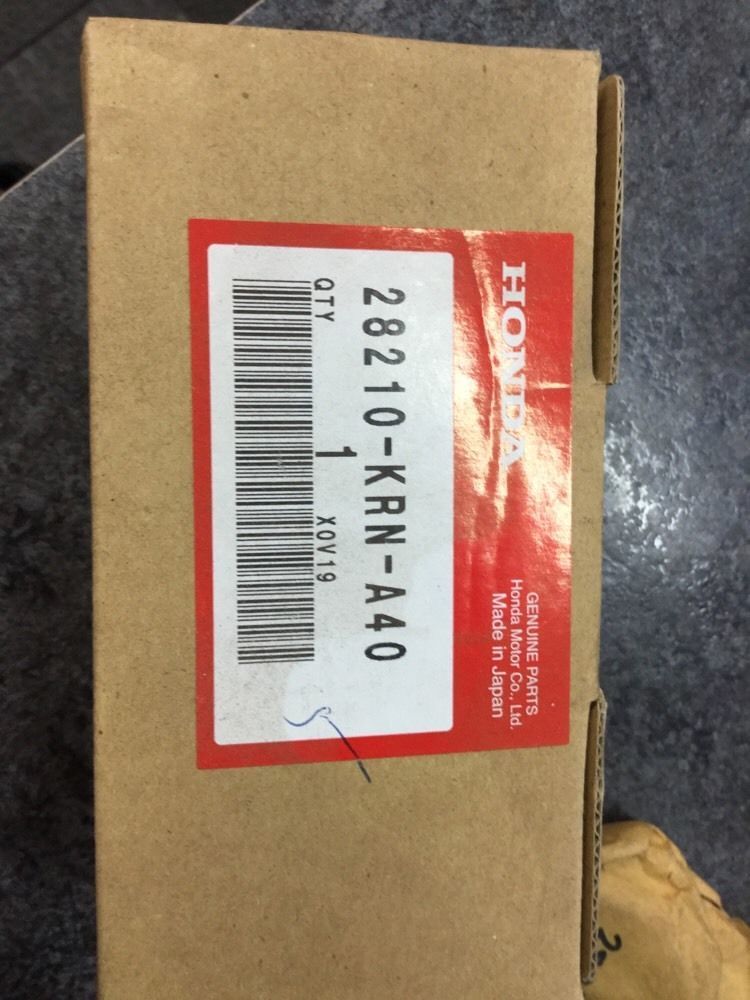 HONDA
GENUINE PARTS
Honda Motor Co., Ltd.
Made in Japan
28210-KRN-A40
QTY 1 XOV19